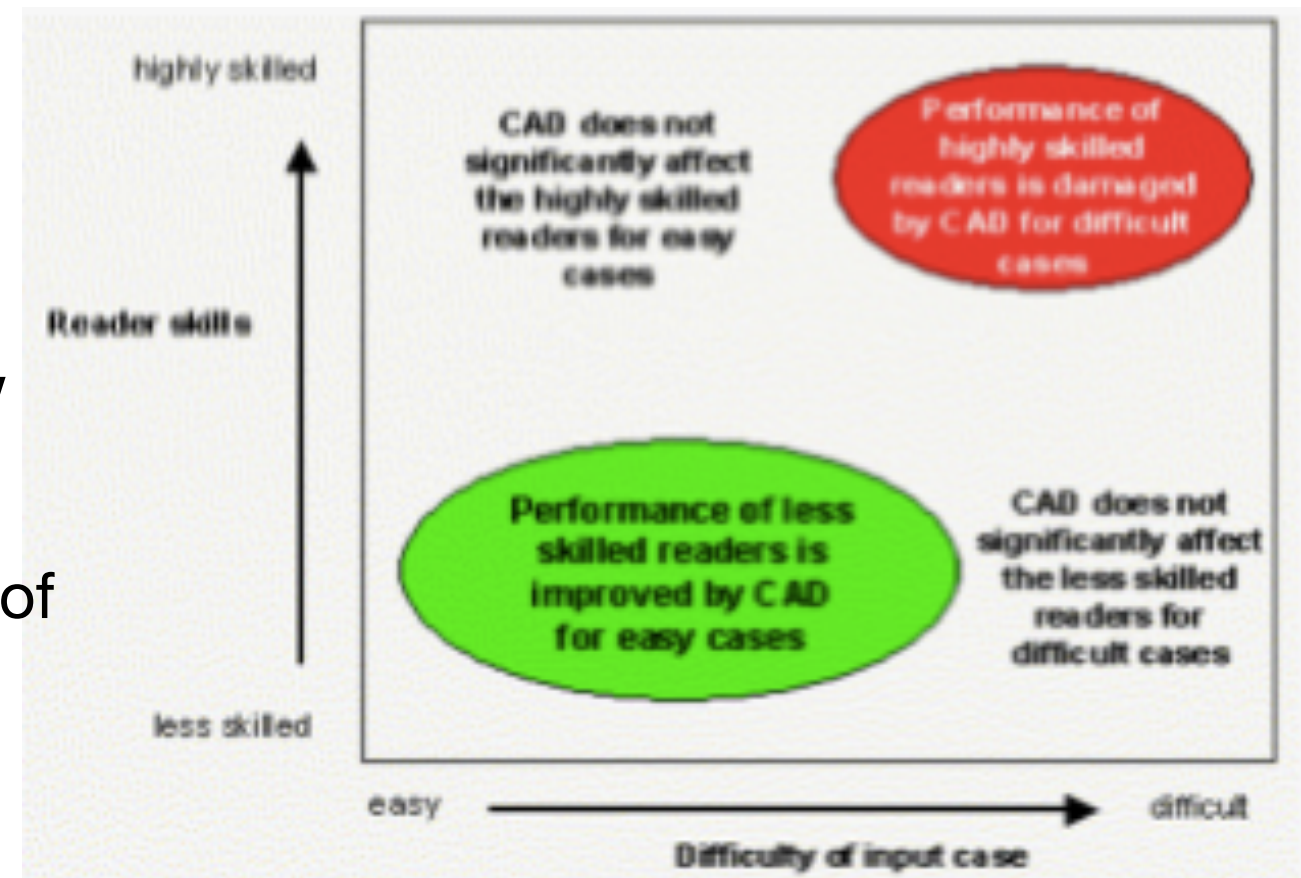 highly skilled
CAD does not
significantly affect
the highly skilled
readers for easy
cases
Performance of
highly skilled
readers is damaged
by CAD for difficult
cases
Reader skills
y
of
Performance of less
skilled readers is
improved by CAD
for easy cases
CAD does not
significantly affect
the less skilled
readers for
difficult cases
less skilled
easy
difficult
Difficulty of input case